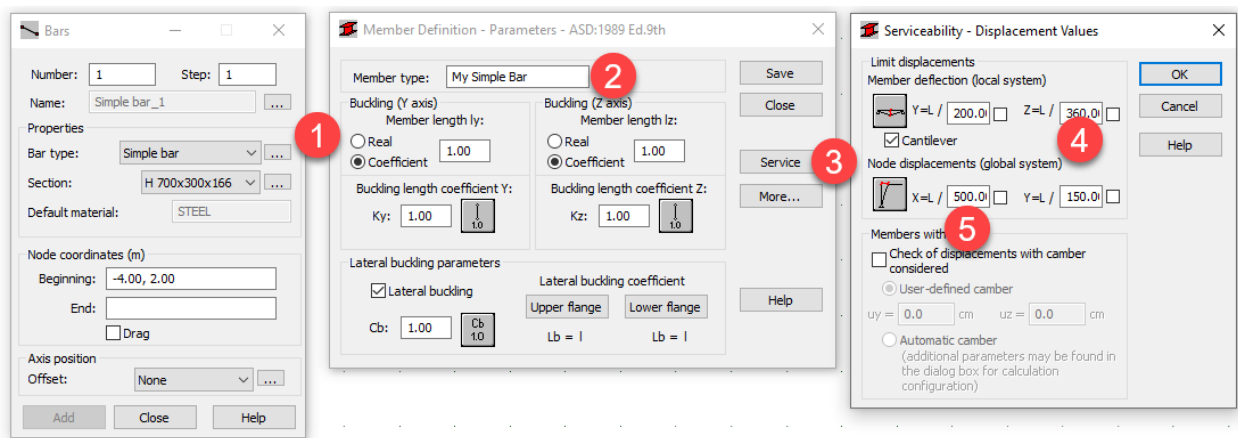 Bars
Number: 1 Step: 1
Name: Simple bar_1 ...
Properties
Bar type: Simple bar ...
Section: H 700x300x166 ...
Default material: STEEL
Node coordinates (m)
Beginning: -4.00, 2.00
End:
Drag
Axis position
Offset: None ...
Add Close Help
1
Member Definition - Parameters - ASD:1989 Ed.9th
Member type: My Simple Bar
2
Save
Close
Service
More...
Help
3
Buckling (Y axis)
Member length ly:
Real
Coefficient
1.00
Buckling length coefficient Y:
Ky: 1.00
1.0
Buckling (Z axis)
Member length lz:
Real
Coefficient
1.00
Buckling length coefficient Z:
Kz: 1.00
1.0
Lateral buckling parameters
Lateral buckling
Cb: 1.00
Cb
1.0
Lateral buckling coefficient
Upper flange Lower flange
Lb = l Lb = l
Serviceability - Displacement Values
Limit displacements
Member deflection (local system)
Y=L / 200.0 Z=L / 360.0
4
Cantilever
Node displacements (global system)
X=L / 500.0 Y=L / 150.0
5
Members with
Check of displacements with camber
considered
User-defined camber
uy = 0.0 cm uz = 0.0 cm
Automatic camber
(additional parameters may be found in
the dialog box for calculation
configuration)
OK
Cancel
Help